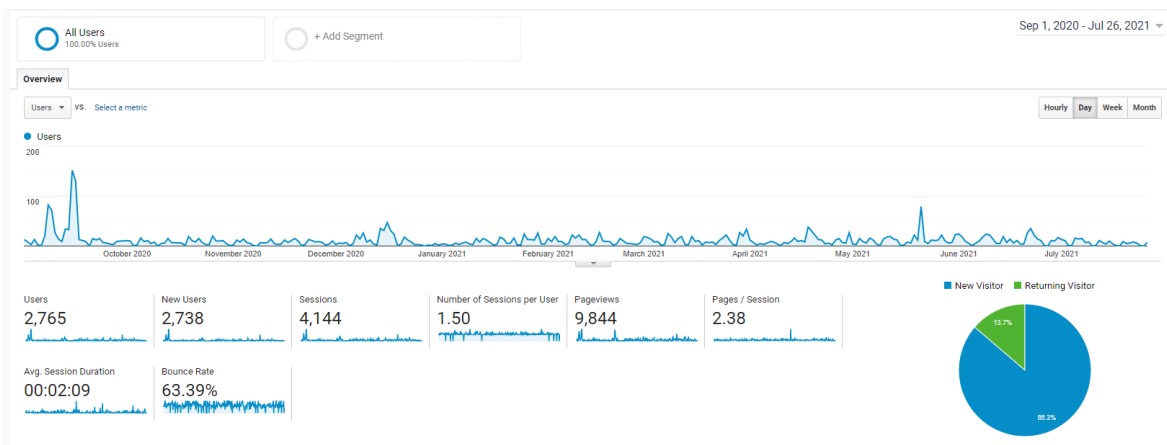 All Users
100.00% Users
+ Add Segment
Sep 1, 2020 - Jul 26, 2021
Overview
Users VS. Select a metric
Hourly Day Week Month
Users
200
100
October 2020 November 2020 December 2020 January 2021 February 2021 March 2021 April 2021 May 2021 June 2021 July 2021
New Visitor Returning Visitor
Users New Users Sessions Number of Sessions per User Pageviews Pages / Session
2,765 2,738 4,144 1.50 9,844 2.38
13.7%
Avg. Session Duration Bounce Rate
00:02:09 63.39%
86.3%